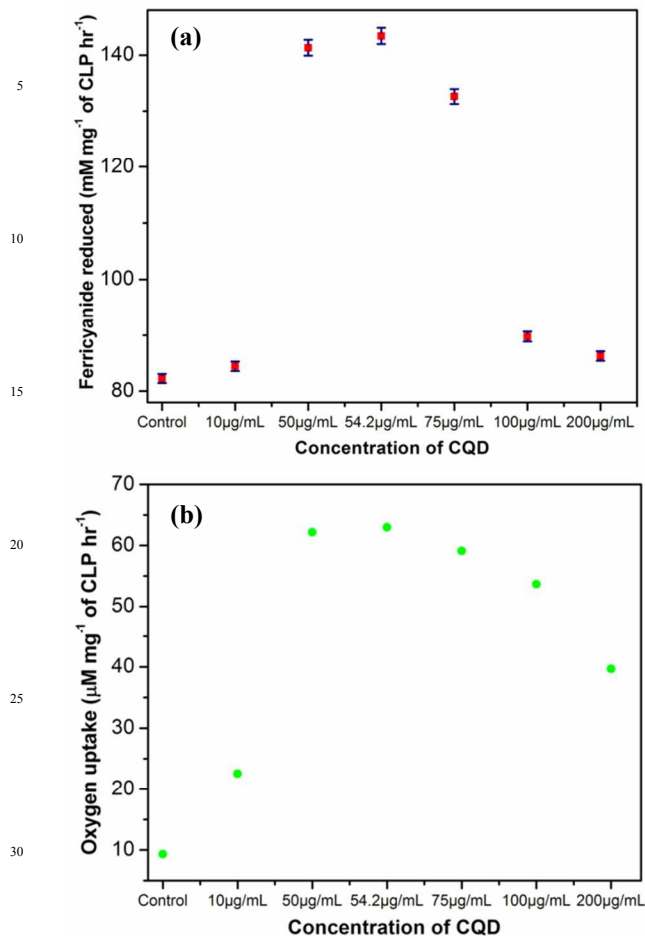 (a)
Ferricyanide reduced (mM mg⁻¹ of CLP hr⁻¹)
140
120
100
80
Control 10µg/mL 50µg/mL 54.2µg/mL 75µg/mL 100µg/mL 200µg/mL
Concentration of CQD
(b)
Oxygen uptake (µM mg⁻¹ of CLP hr⁻¹)
70
60
50
40
30
20
10
Control 10µg/mL 50µg/mL 54.2µg/mL 75µg/mL 100µg/mL 200µg/mL
Concentration of CQD
5
10
15
20
25
30